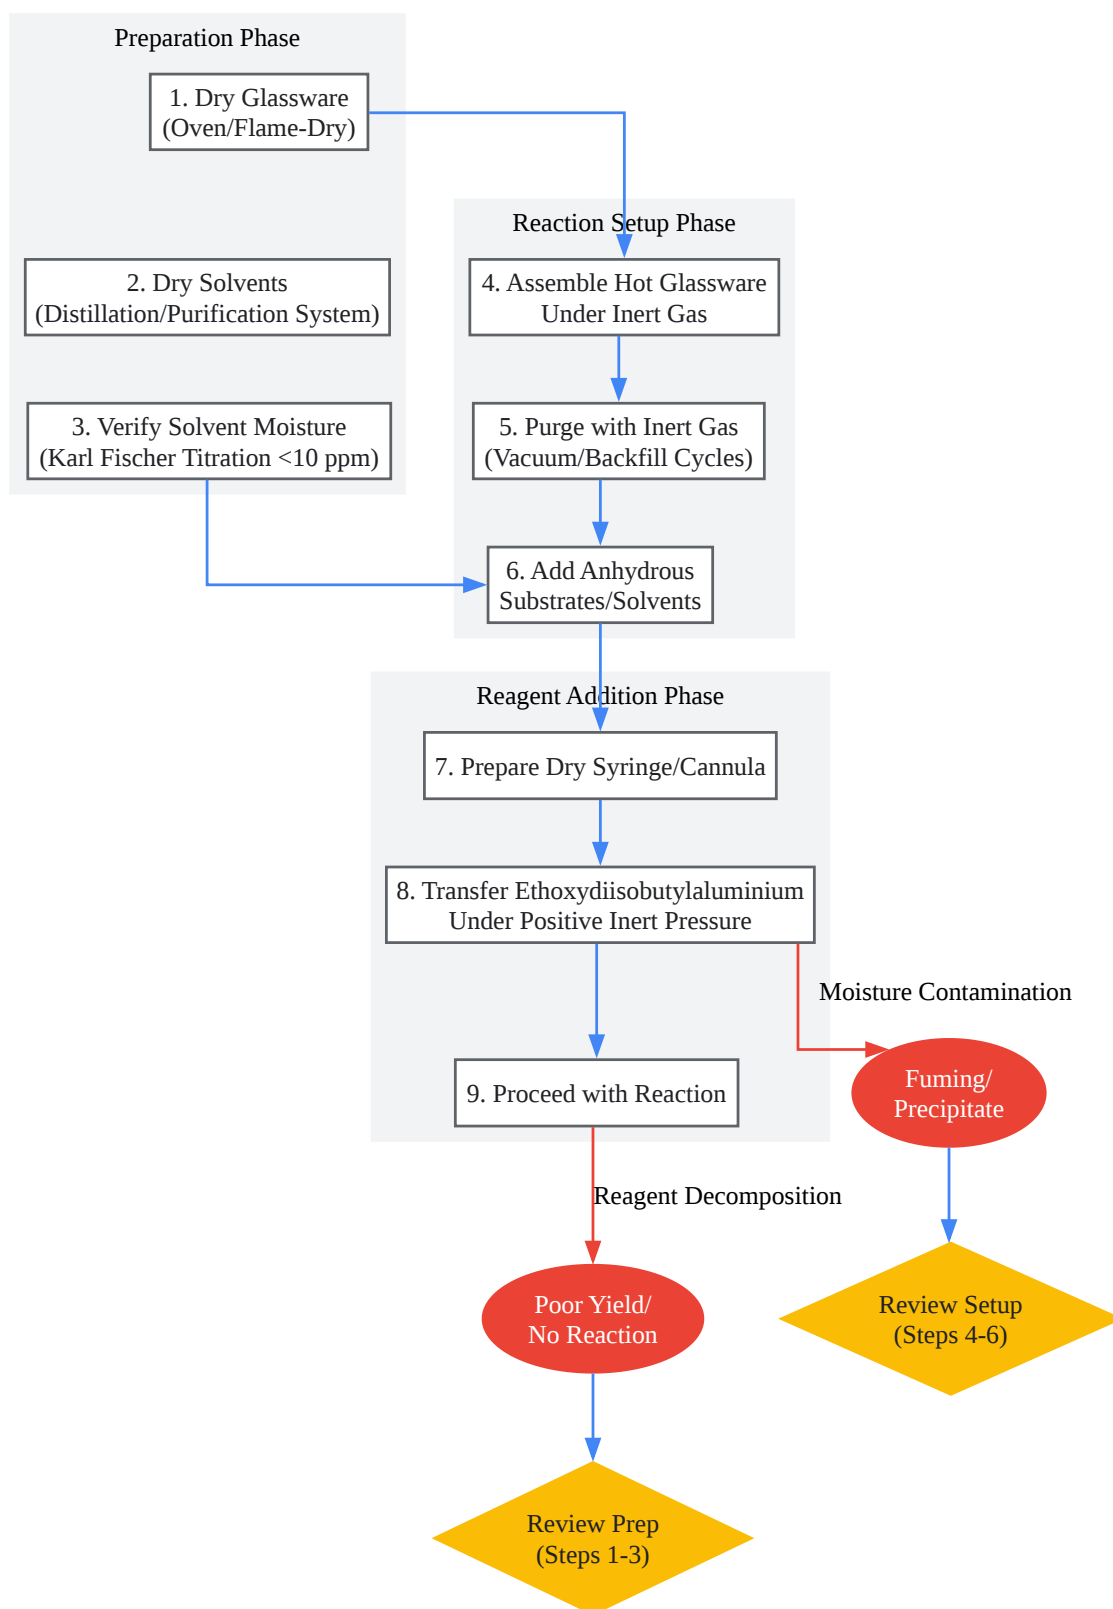 Preparation Phase
1. Dry Glassware
(Oven/Flame-Dry)
2. Dry Solvents
(Distillation/Purification System)
3. Verify Solvent Moisture
(Karl Fischer Titration <10 ppm)
Reaction Setup Phase
4. Assemble Hot Glassware
Under Inert Gas
5. Purge with Inert Gas
(Vacuum/Backfill Cycles)
6. Add Anhydrous
Substrates/Solvents
Reagent Addition Phase
7. Prepare Dry Syringe/Cannula
8. Transfer Ethoxydiisobutylaluminium
Under Positive Inert Pressure
9. Proceed with Reaction
Moisture Contamination
Fuming/
Precipitate
Review Setup
(Steps 4-6)
Reagent Decomposition
Poor Yield/
No Reaction
Review Prep
(Steps 1-3)